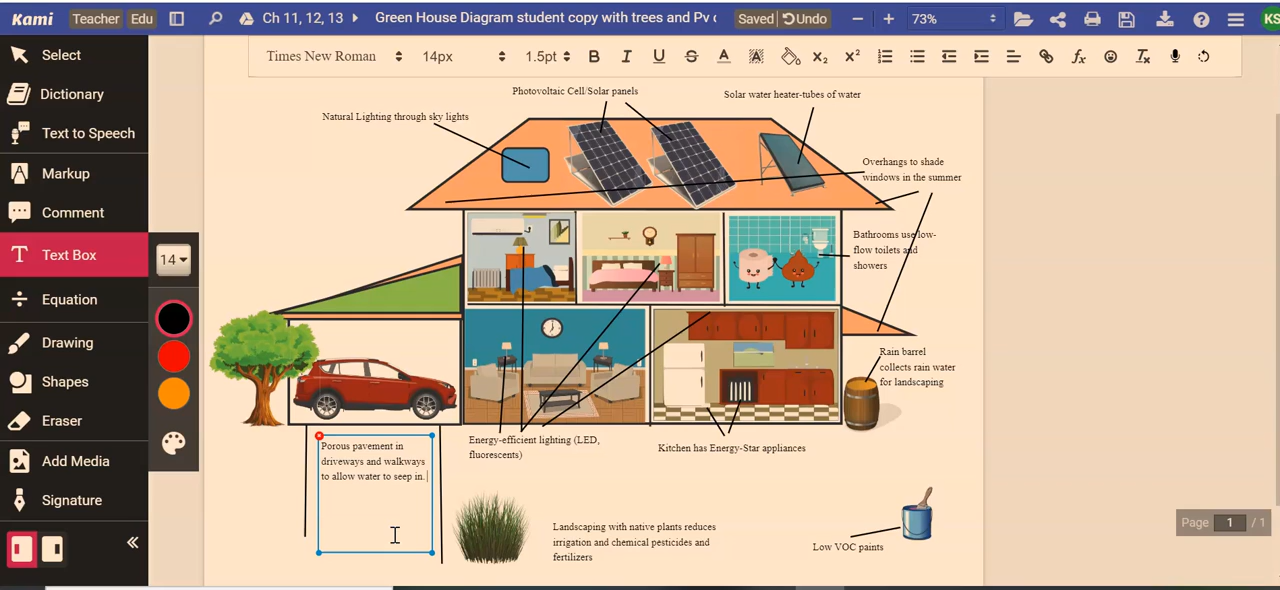 Kami Teacher Edu Ch 11, 12, 13 Green House Diagram student copy with trees and Pv Saved Undo 73% KS
Times New Roman 14px 1.5pt B I U S A A x₂ x² fx Tx
Select
Dictionary
Text to Speech
Markup
Comment
Text Box
Equation
Drawing
Shapes
Eraser
Add Media
Signature
14
Photovoltaic Cell/Solar panels
Solar water heater-tubes of water
Natural Lighting through sky lights
Overhangs to shade
windows in the summer
Bathrooms use low-
flow toilets and
showers
Rain barrel
collects rain water
for landscaping
Porous pavement in
driveways and walkways
to allow water to seep in.
Energy-efficient lighting (LED,
fluorescents)
Kitchen has Energy-Star appliances
Landscaping with native plants reduces
irrigation and chemical pesticides and
fertilizers
Low VOC paints
Page 1 / 1